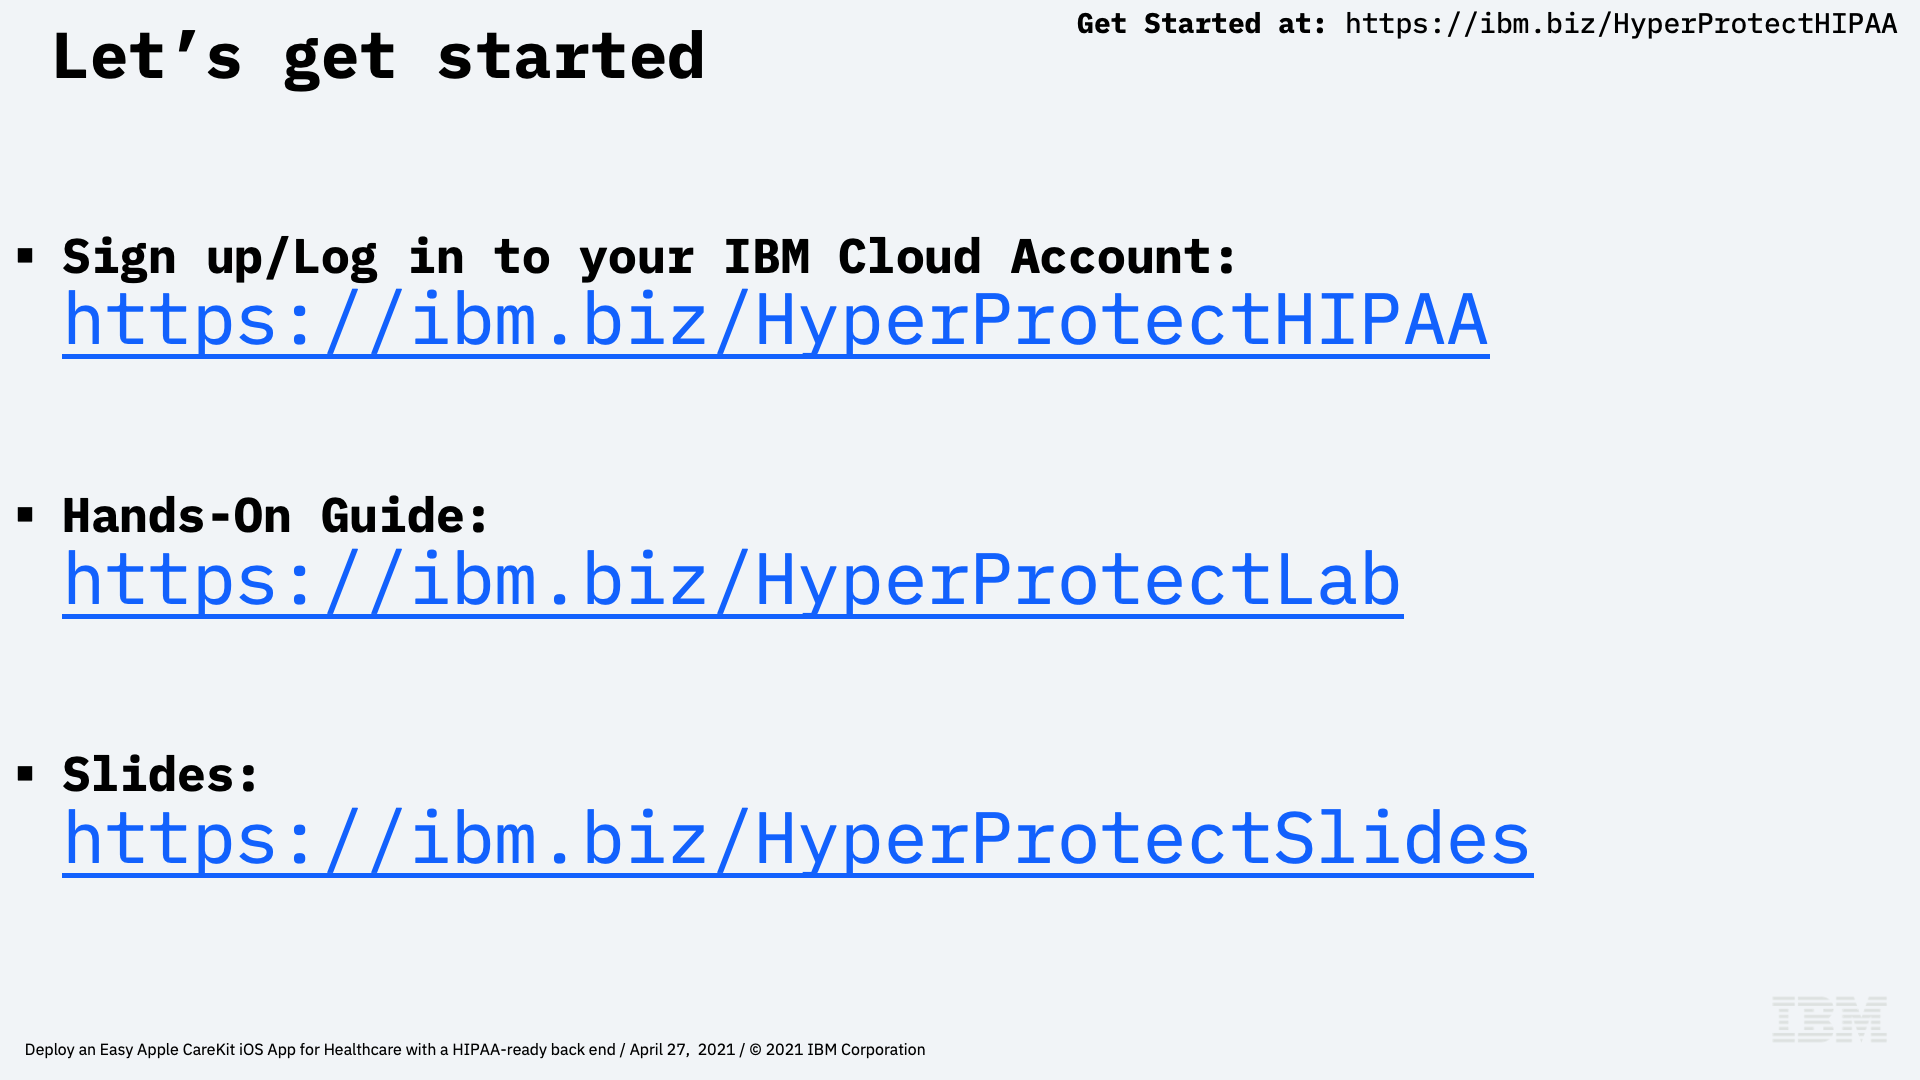 Get Started at: https://ibm.biz/HyperProtectHIPAA
Let’s get started
▪ Sign up/Log in to your IBM Cloud Account:
https://ibm.biz/HyperProtectHIPAA
▪ Hands-On Guide:
https://ibm.biz/HyperProtectLab
▪ Slides:
https://ibm.biz/HyperProtectSlides
IBM
Deploy an Easy Apple CareKit iOS App for Healthcare with a HIPAA-ready back end / April 27, 2021 / © 2021 IBM Corporation